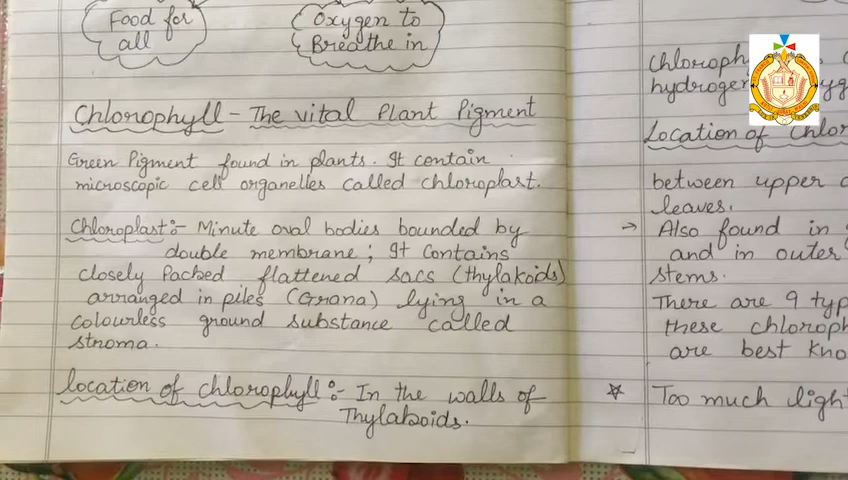 Food for
all
Oxygen to
Breathe in
Chlorophyll - The vital Plant Pigment
Green Pigment found in plants. It contain
microscopic cell organelles called chloroplast.
Chloroplast:- Minute oval bodies bounded by
double membrane; It contains
closely Packed flattened sacs (thylakoids)
arranged in piles (Grana) lying in a
colourless ground substance called
stroma.
location of chlorophyll:- In the walls of
Thylakoids.
hydrogen
Location of
between upper
leaves.
→ Also found in
and in outer
stems.
There are 9
these
are best
☆ Too much